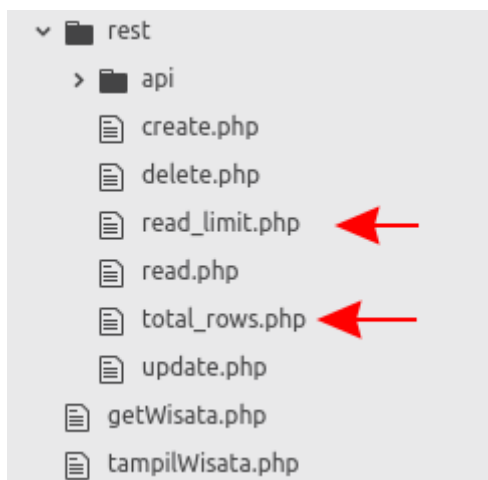 rest
api
create.php
delete.php
read_limit.php
read.php
total_rows.php
update.php
getWisata.php
tampilWisata.php